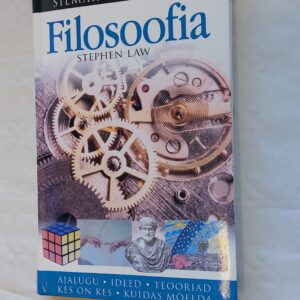 Filosoofia
STEPHEN LAW
AJALUGU • IDEED • TEOORIAD
KES ON KES • KUIDAS MÕELDA